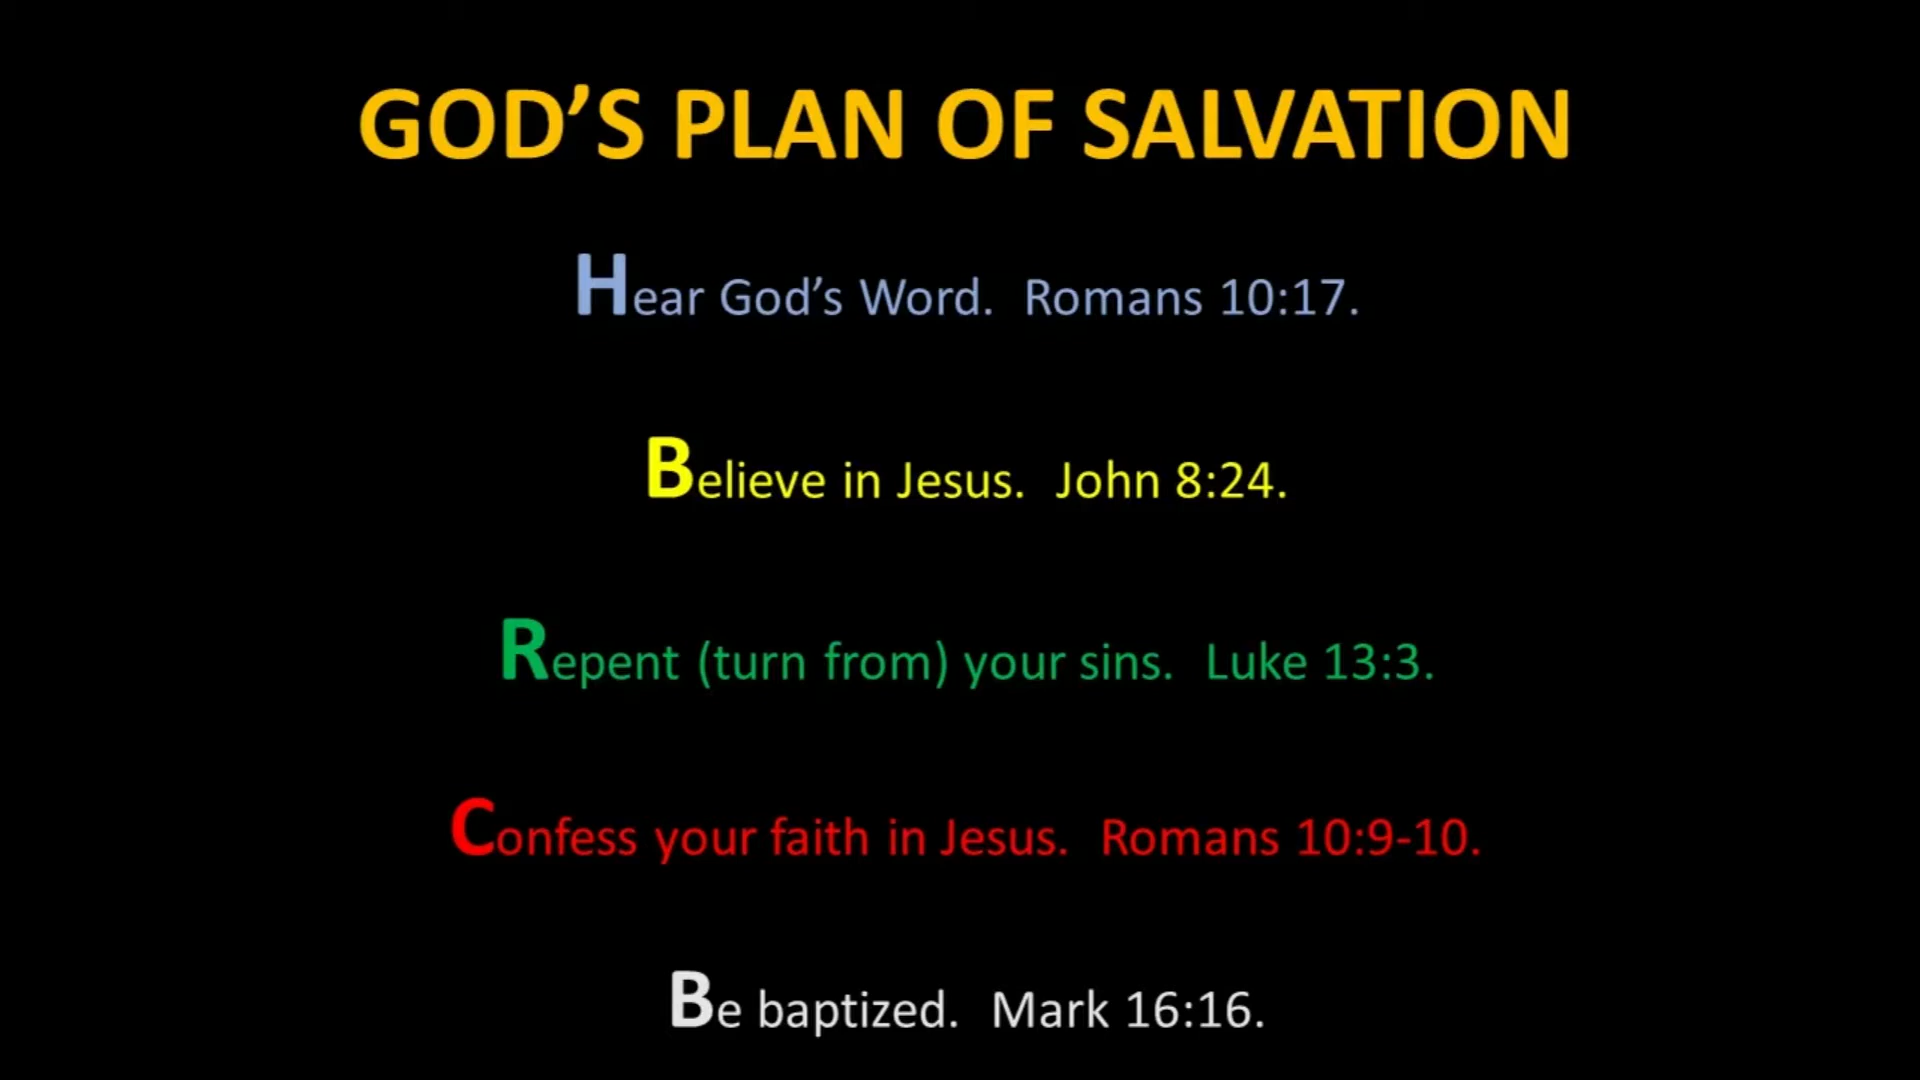 GOD’S PLAN OF SALVATION
Hear God’s Word.  Romans 10:17.
Believe in Jesus.  John 8:24.
Repent (turn from) your sins.  Luke 13:3.
Confess your faith in Jesus.  Romans 10:9-10.
Be baptized.  Mark 16:16.